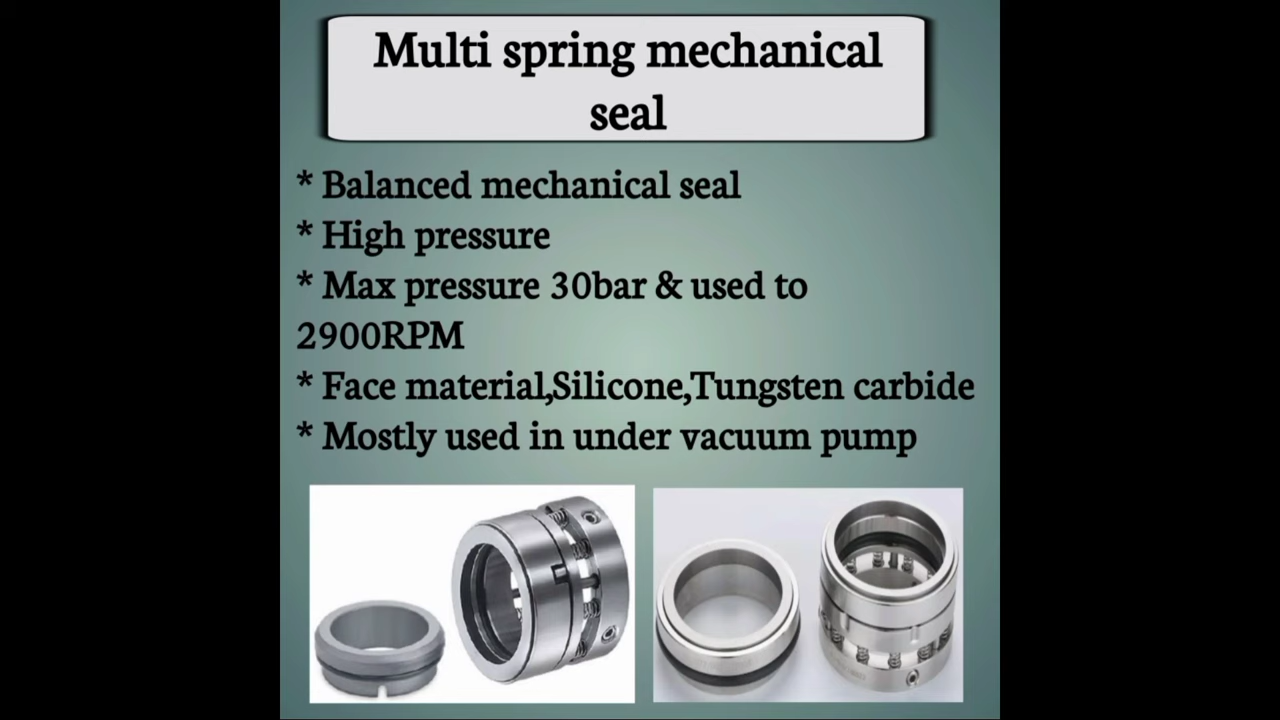 Multi spring mechanical
seal
* Balanced mechanical seal
* High pressure
* Max pressure 30bar & used to
2900RPM
* Face material,Silicone,Tungsten carbide
* Mostly used in under vacuum pump